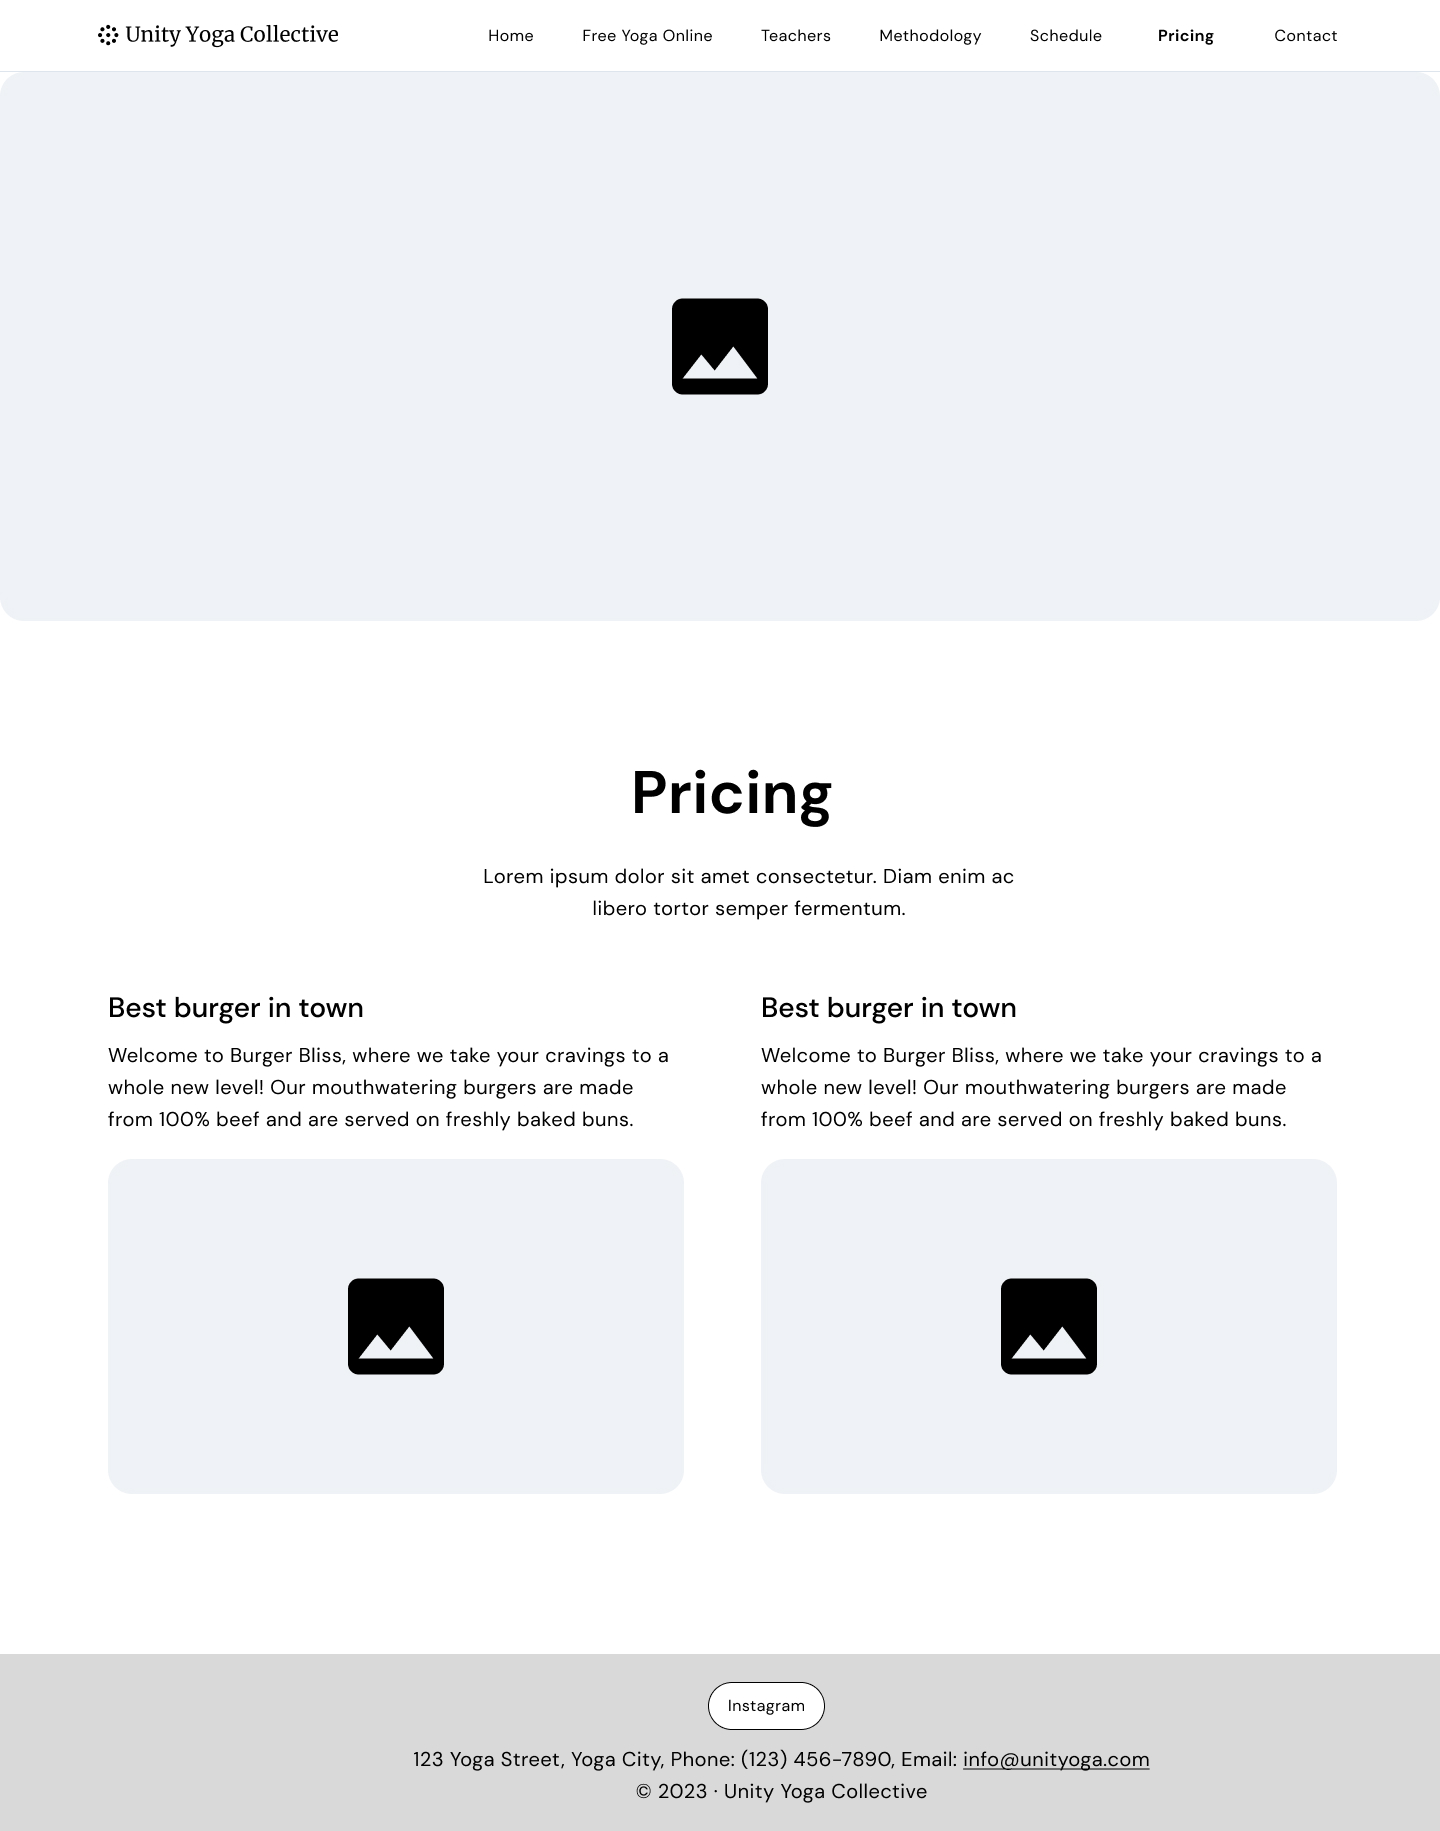 Unity Yoga Collective
Home Free Yoga Online Teachers Methodology Schedule Pricing Contact
Pricing
Lorem ipsum dolor sit amet consectetur. Diam enim ac
libero tortor semper fermentum.
Best burger in town
Welcome to Burger Bliss, where we take your cravings to a
whole new level! Our mouthwatering burgers are made
from 100% beef and are served on freshly baked buns.
Best burger in town
Welcome to Burger Bliss, where we take your cravings to a
whole new level! Our mouthwatering burgers are made
from 100% beef and are served on freshly baked buns.
Instagram
123 Yoga Street, Yoga City, Phone: (123) 456-7890, Email: info@unityoga.com
© 2023 · Unity Yoga Collective